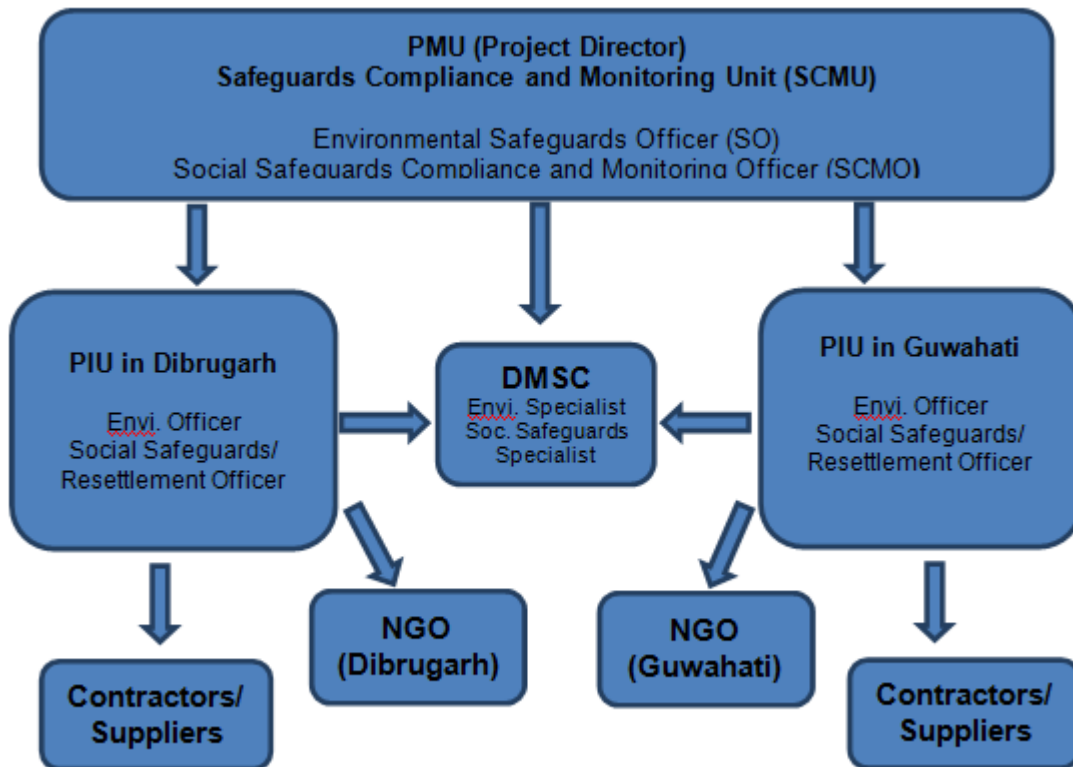 PMU (Project Director)
Safeguards Compliance and Monitoring Unit (SCMU)
Environmental Safeguards Officer (SO)
Social Safeguards Compliance and Monitoring Officer (SCMO)
PIU in Dibrugarh
Envi. Officer
Social Safeguards/
Resettlement Officer
DMSC
Envi. Specialist
Soc. Safeguards
Specialist
PIU in Guwahati
Envi. Officer
Social Safeguards/
Resettlement Officer
NGO
(Dibrugarh)
NGO
(Guwahati)
Contractors/
Suppliers
Contractors/
Suppliers